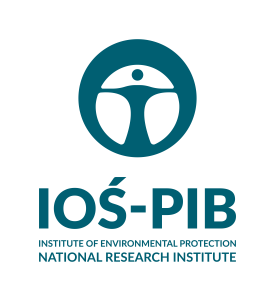 IOŚ-PIB
INSTITUTE OF ENVIRONMENTAL PROTECTION
NATIONAL RESEARCH INSTITUTE